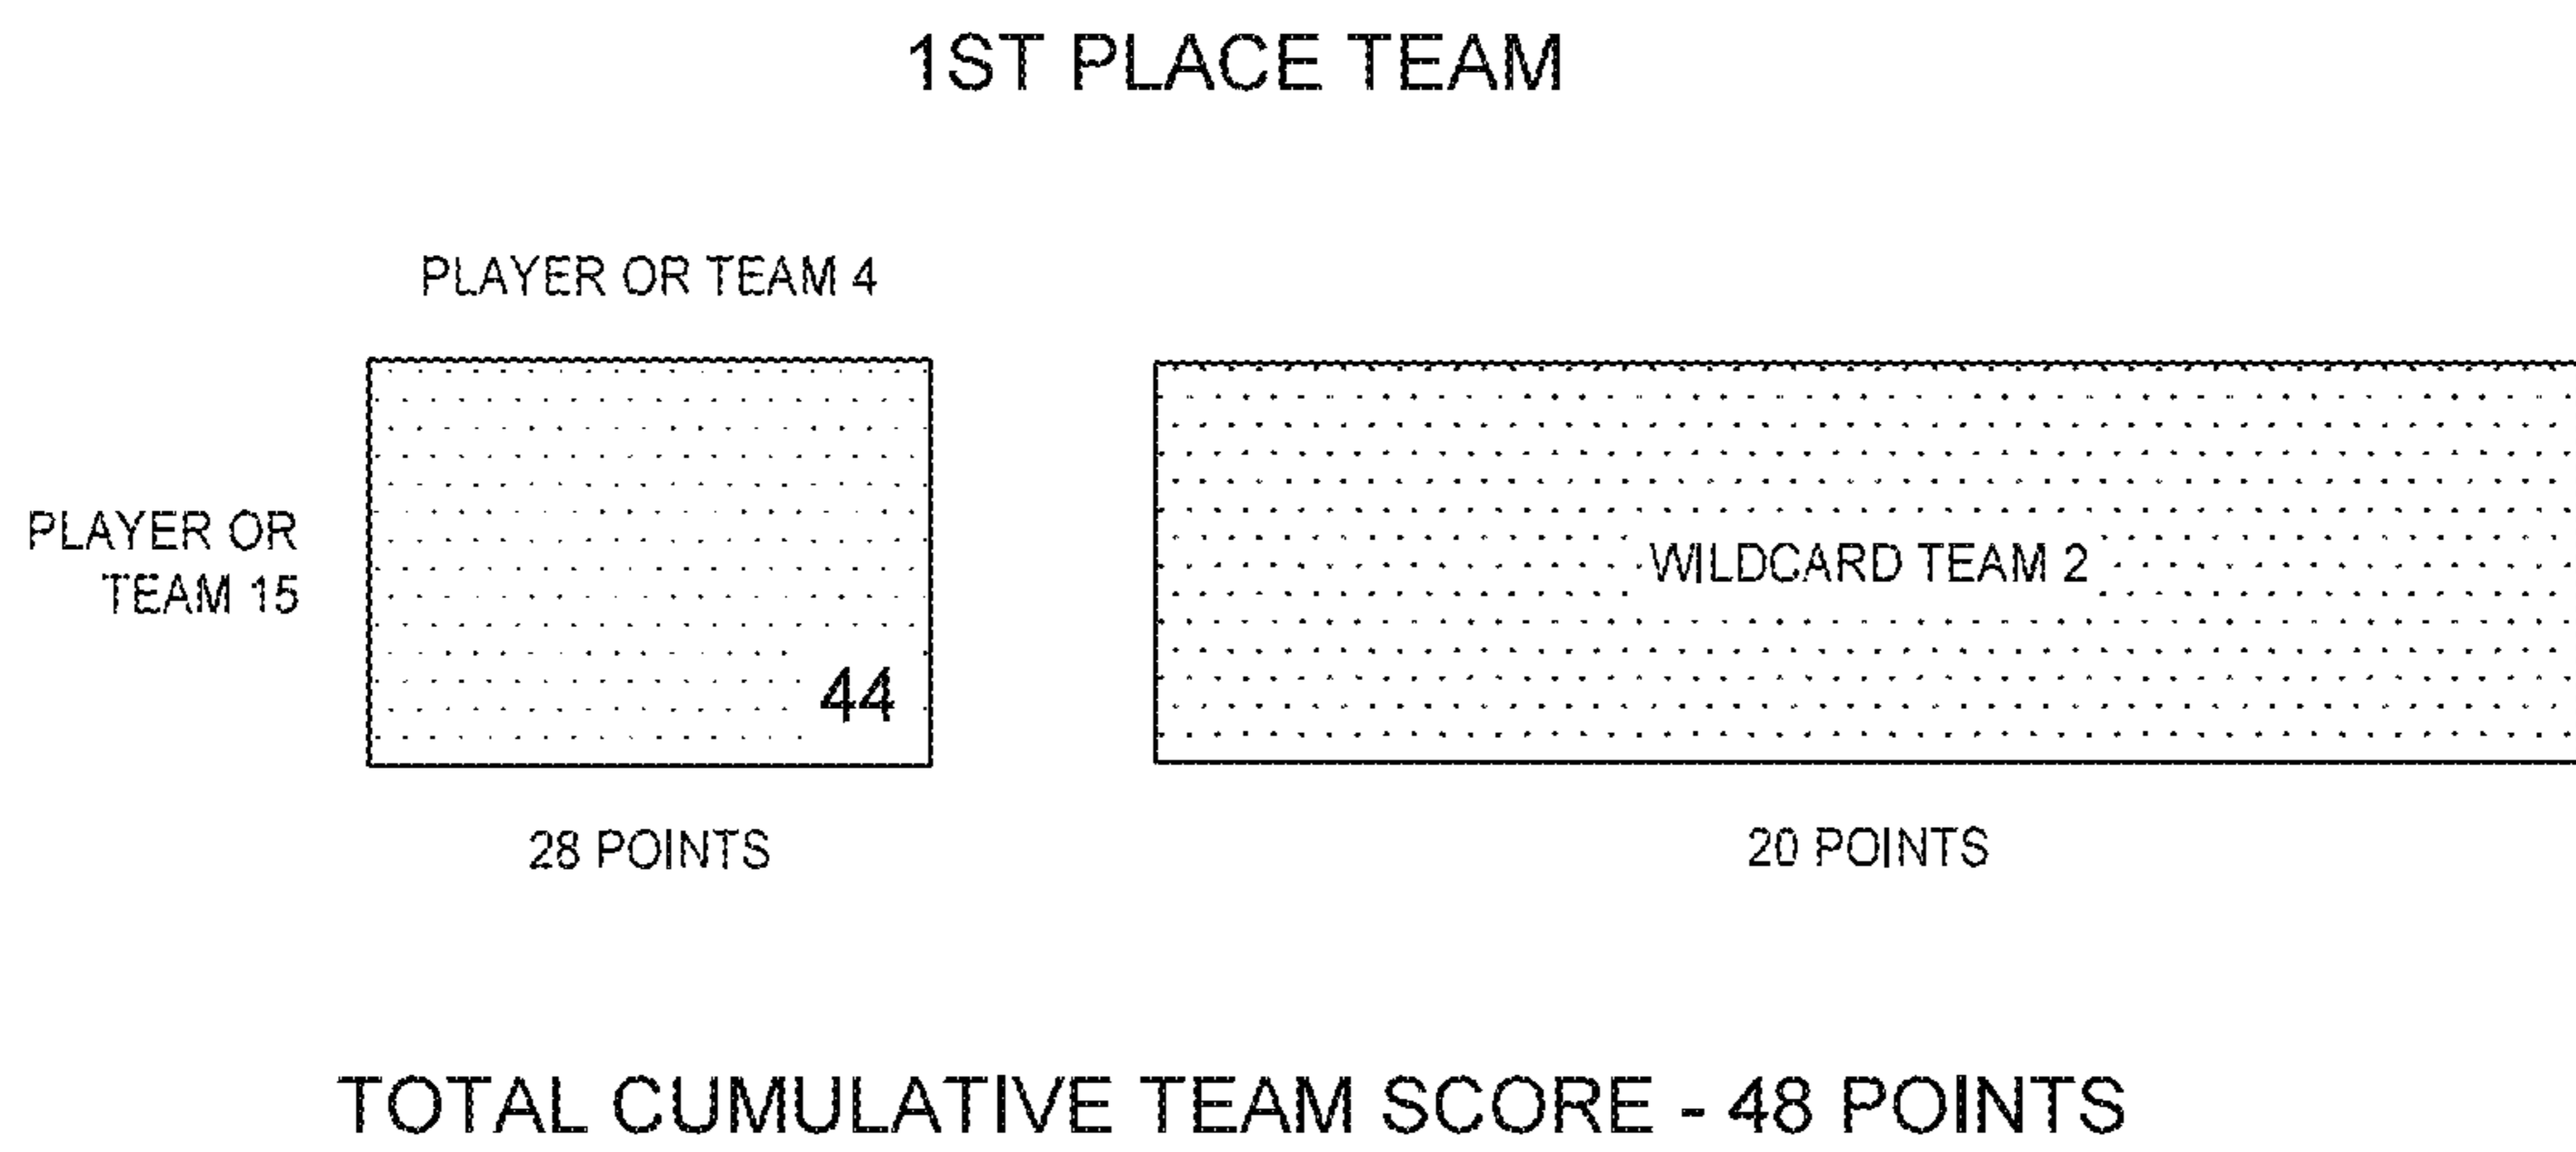 1ST PLACE TEAM
PLAYER OR TEAM 4
PLAYER OR
TEAM 15
44
WILDCARD TEAM 2
28 POINTS
20 POINTS
TOTAL CUMULATIVE TEAM SCORE - 48 POINTS